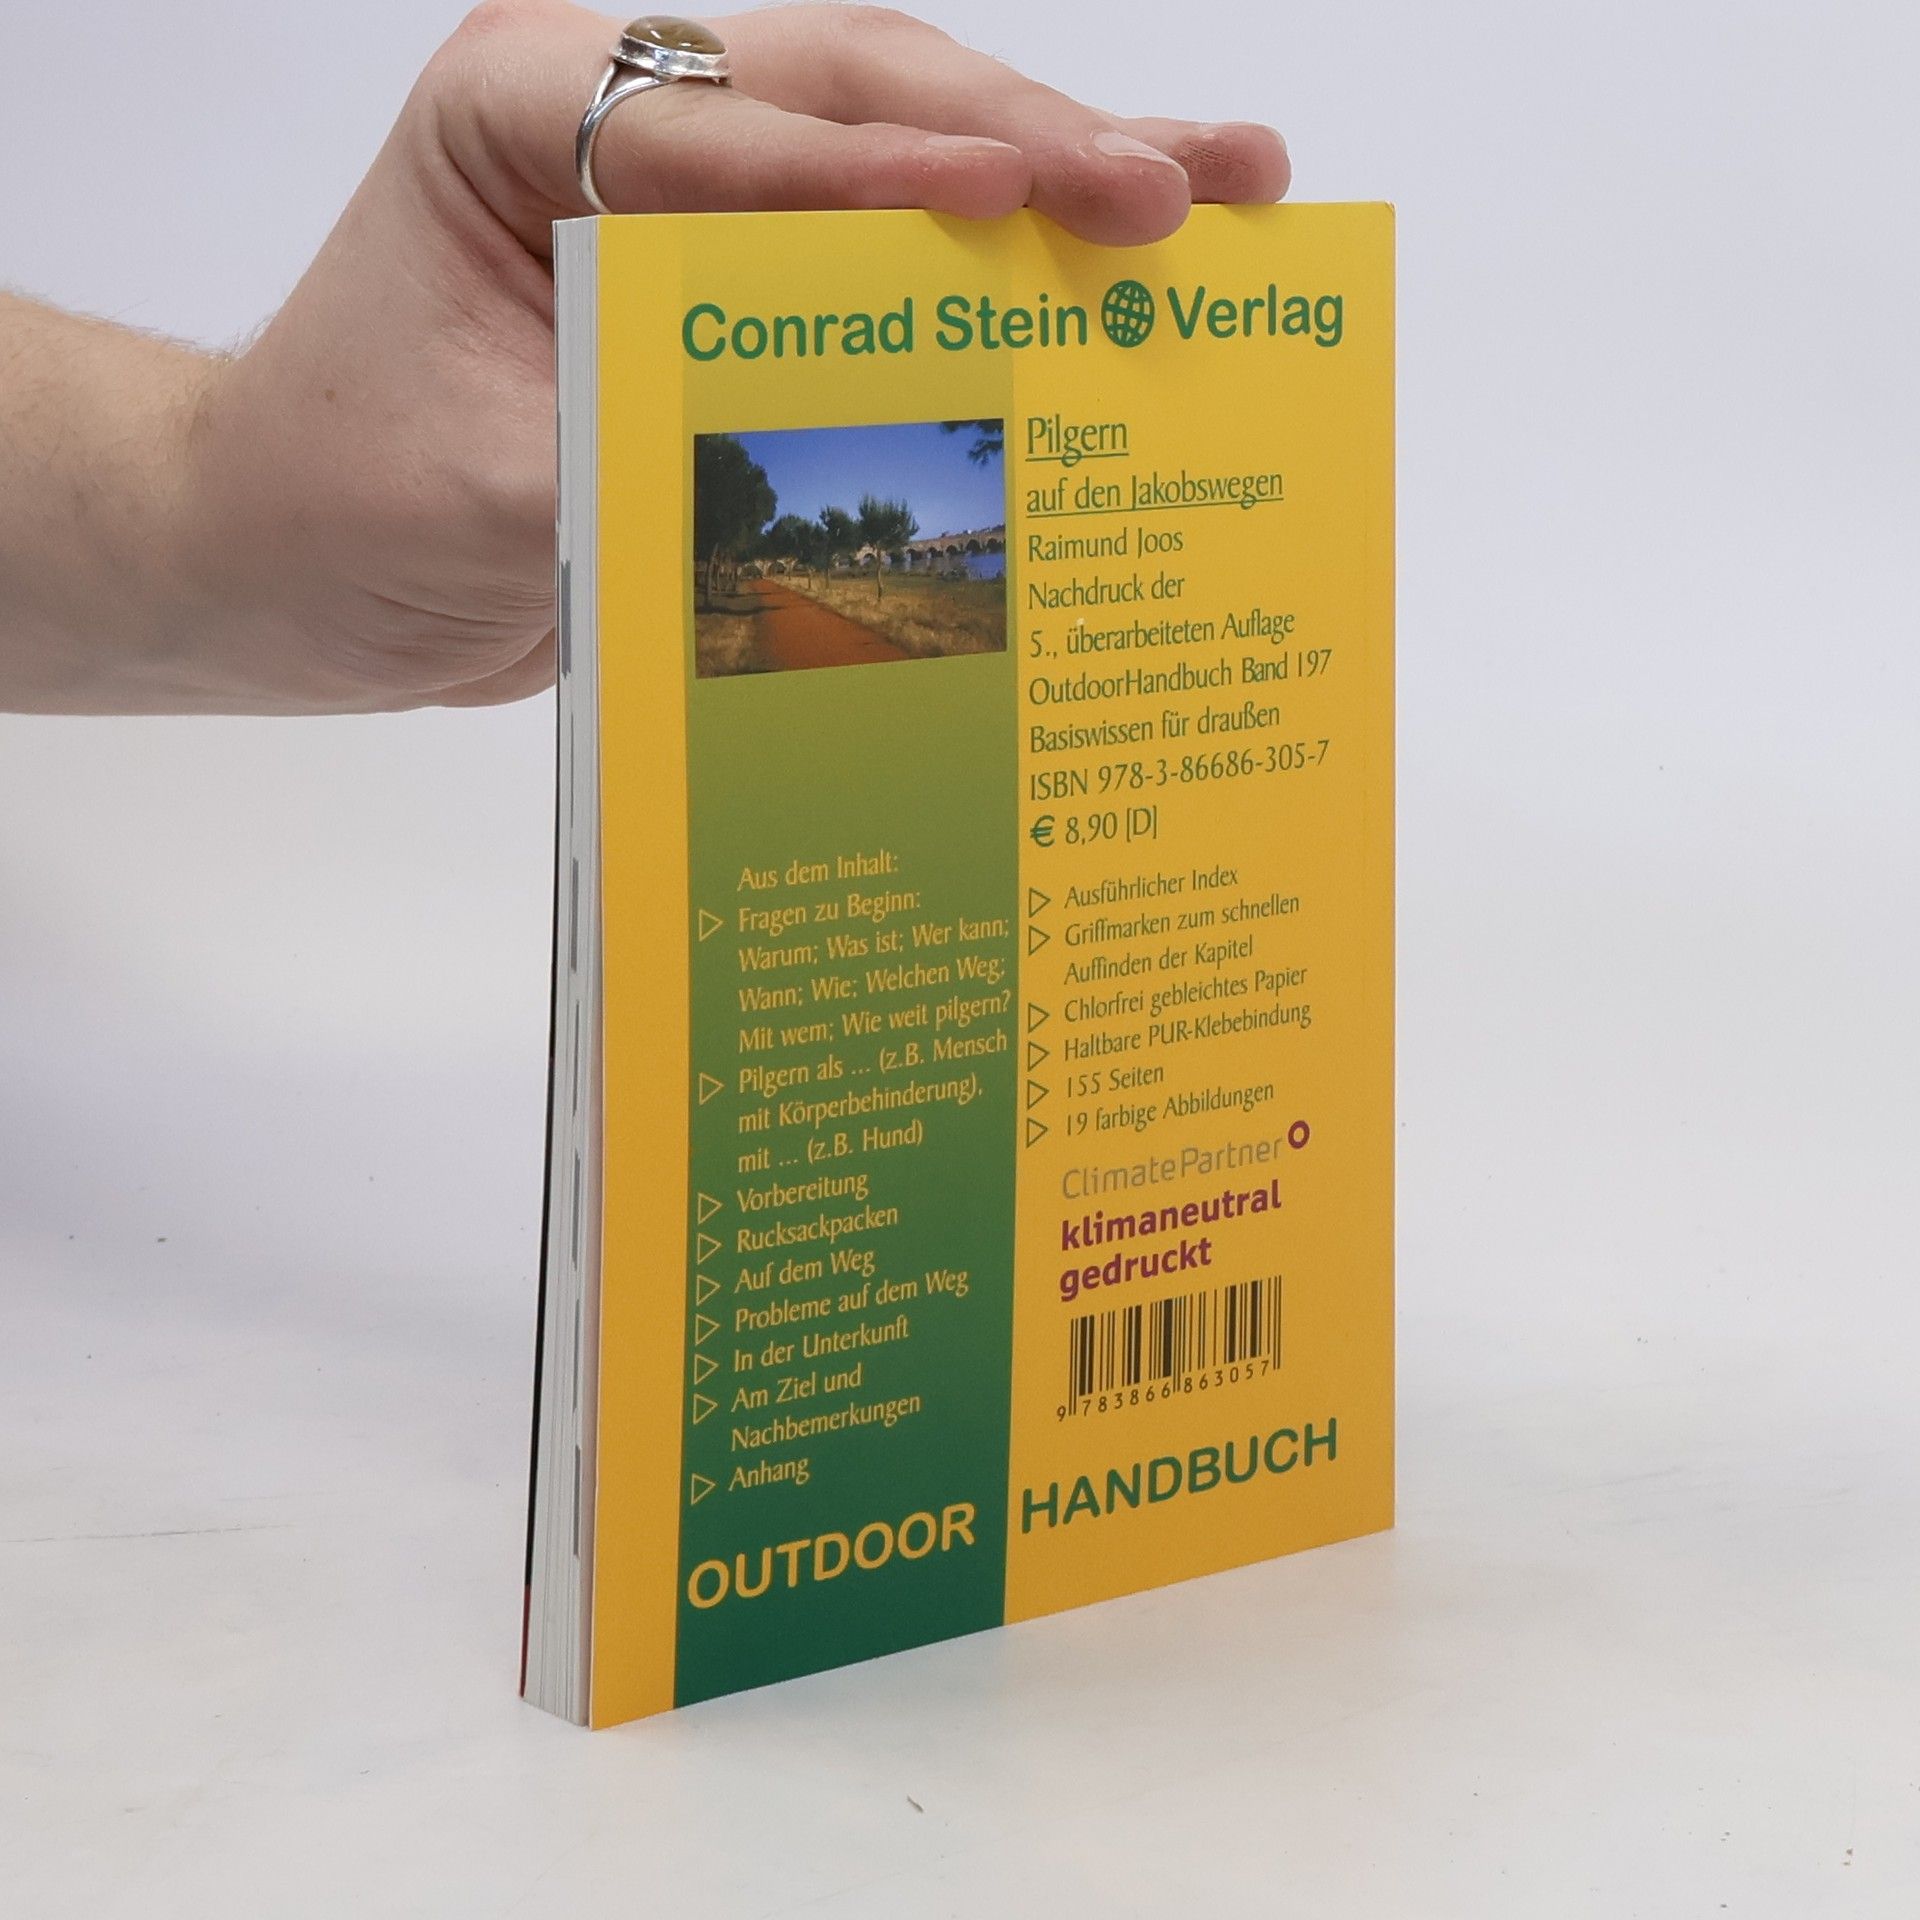 Conrad Stein Verlag
Pilgern
auf den Jakobswegen
Raimund Joos
Nachdruck der
5., überarbeiteten Auflage
OutdoorHandbuch Band 197
Basiswissen für draußen
ISBN 978-3-86686-305-7
€ 8,90 [D]
Aus dem Inhalt:
Fragen zu Beginn:
Warum; Was ist; Wer kann;
Wann; Wie; Welchen Weg;
Mit wem; Wie weit pilgern?
Pilgern als ... (z.B. Mensch
mit Körperbehinderung),
mit ... (z.B. Hund)
Vorbereitung
Rucksackpacken
Auf dem Weg
Probleme auf dem Weg
In der Unterkunft
Am Ziel und
Nachbemerkungen
Anhang
Ausführlicher Index
Griffmarken zum schnellen
Auffinden der Kapitel
Chlorfrei gebleichtes Papier
Haltbare PUR-Klebebindung
155 Seiten
19 farbige Abbildungen
ClimatePartner
klimaneutral
gedruckt
9 783866 863057
OUTDOOR HANDBUCH